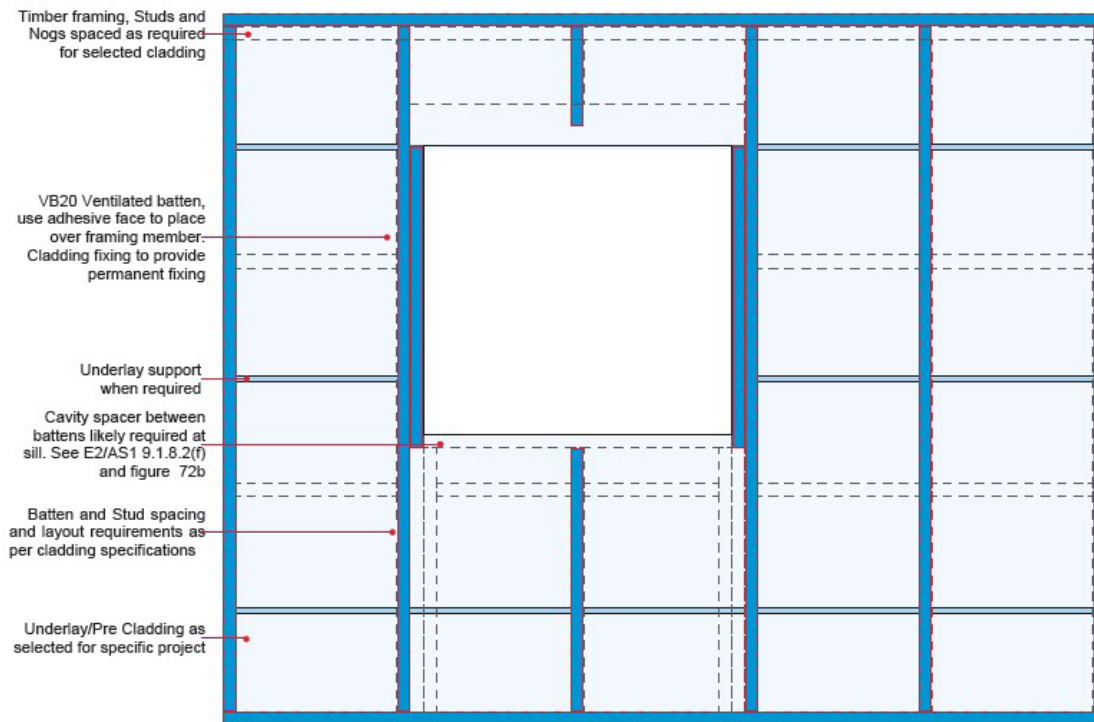 Timber framing, Studs and
Nogs spaced as required
for selected cladding
VB20 Ventilated batten,
use adhesive face to place
over framing member.
Cladding fixing to provide
permanent fixing
Underlay support
when required
Cavity spacer between
battens likely required at
sill. See E2/AS1 9.1.8.2(f)
and figure 72b
Batten and Stud spacing
and layout requirements as
per cladding specifications
Underlay/Pre Cladding as
selected for specific project